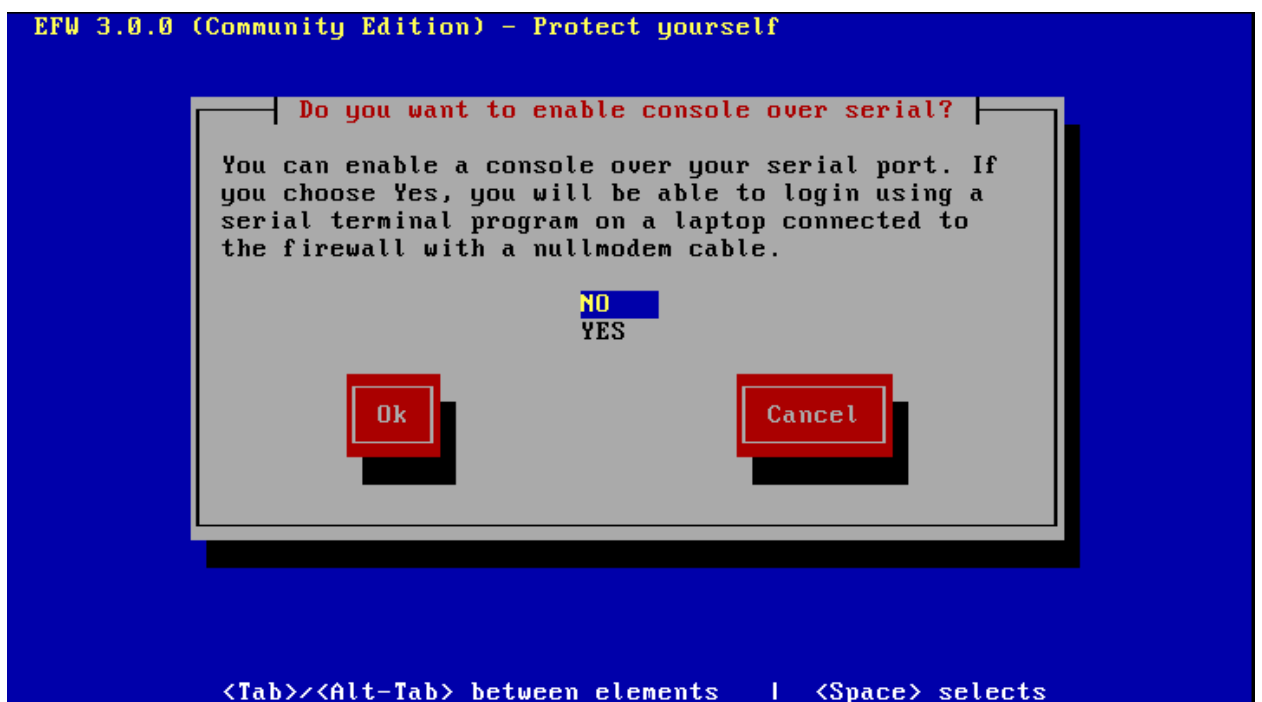 EFW 3.0.0 (Community Edition) - Protect yourself
Do you want to enable console over serial?
You can enable a console over your serial port. If
you choose Yes, you will be able to login using a
serial terminal program on a laptop connected to
the firewall with a nullmodem cable.
NO
YES
Ok
Cancel
<Tab>/<Alt-Tab> between elements | <Space> selects